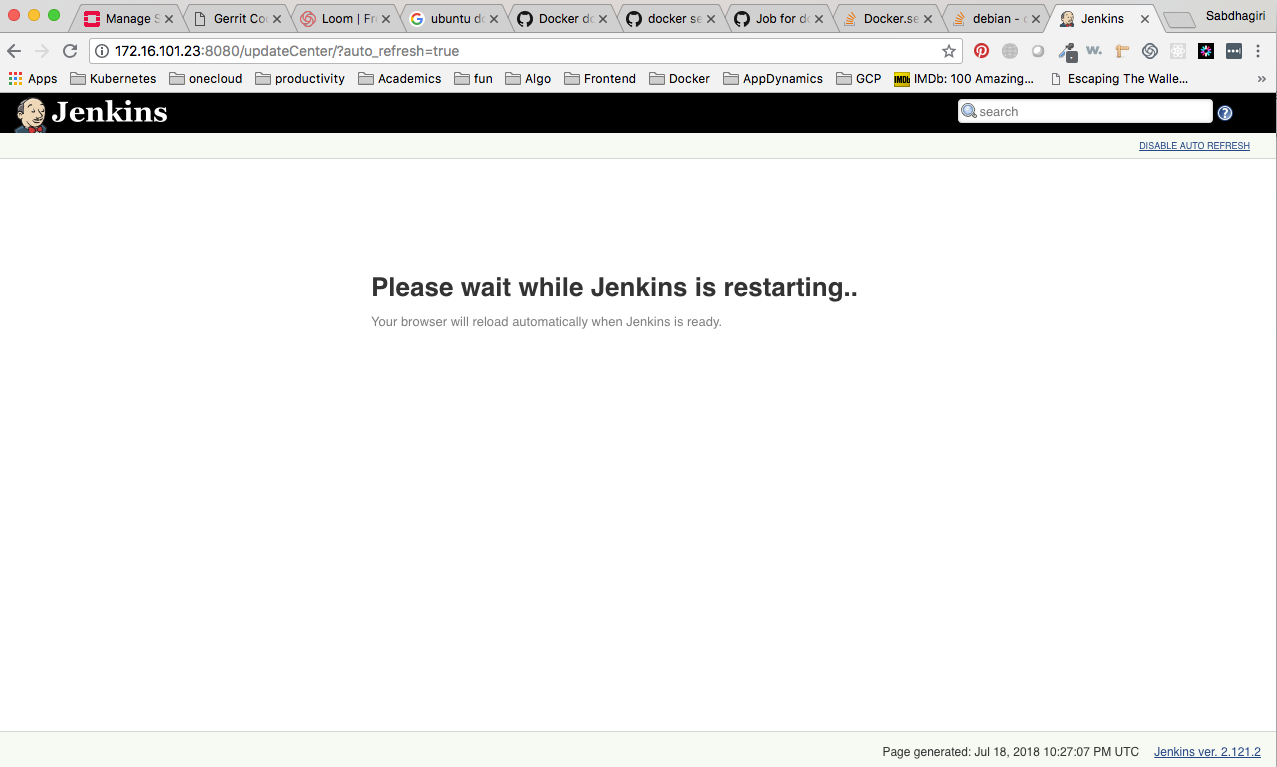 Manage S
Gerrit Co
Loom | Fr
ubuntu do
Docker do
docker se
Job for do
Docker.se
debian -
Jenkins
Sabdhagiri
172.16.101.23:8080/updateCenter/?auto_refresh=true
w.
Apps
Kubernetes
onecloud
productivity
Academics
fun
Algo
Frontend
Docker
AppDynamics
GCP
IMDb
IMDb: 100 Amazing...
Escaping The Walle...
»
Jenkins
search
?
DISABLE AUTO REFRESH
Please wait while Jenkins is restarting..
Your browser will reload automatically when Jenkins is ready.
Page generated: Jul 18, 2018 10:27:07 PM UTC
Jenkins ver. 2.121.2